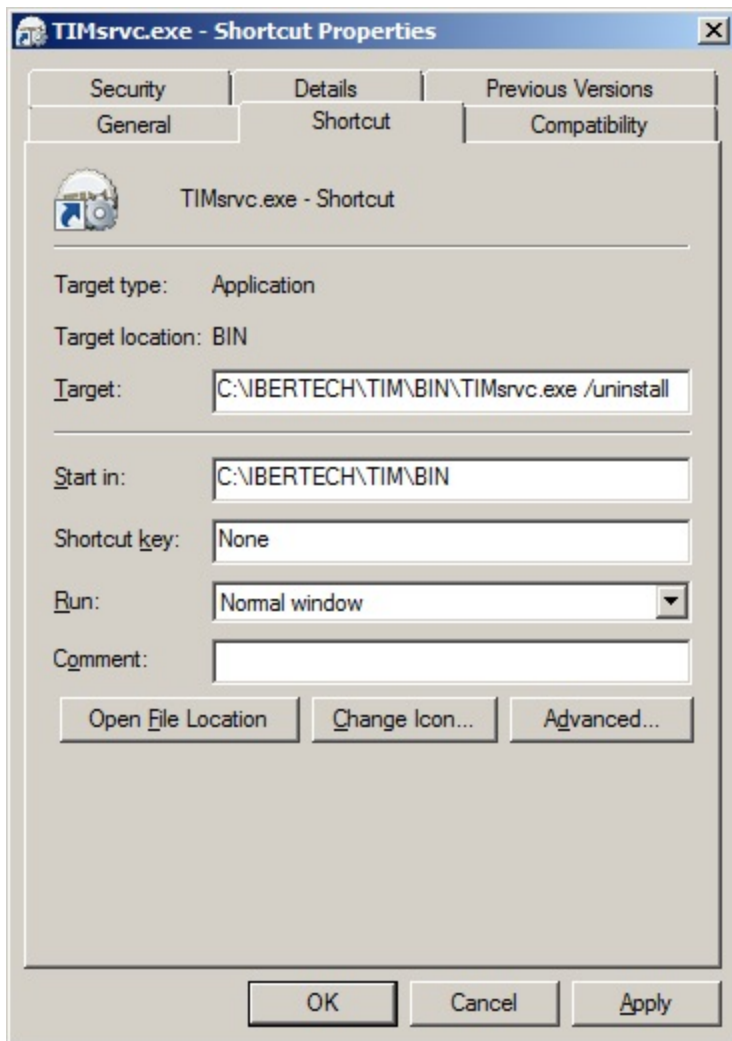 TIMsrvc.exe - Shortcut Properties
Security Details Previous Versions
General Shortcut Compatibility
TIMsrvc.exe - Shortcut
Target type: Application
Target location: BIN
Target: C:\IBERTECH\TIM\BIN\TIMsrvc.exe /uninstall
Start in: C:\IBERTECH\TIM\BIN
Shortcut key: None
Run: Normal window
Comment:
Open File Location Change Icon... Advanced...
OK Cancel Apply